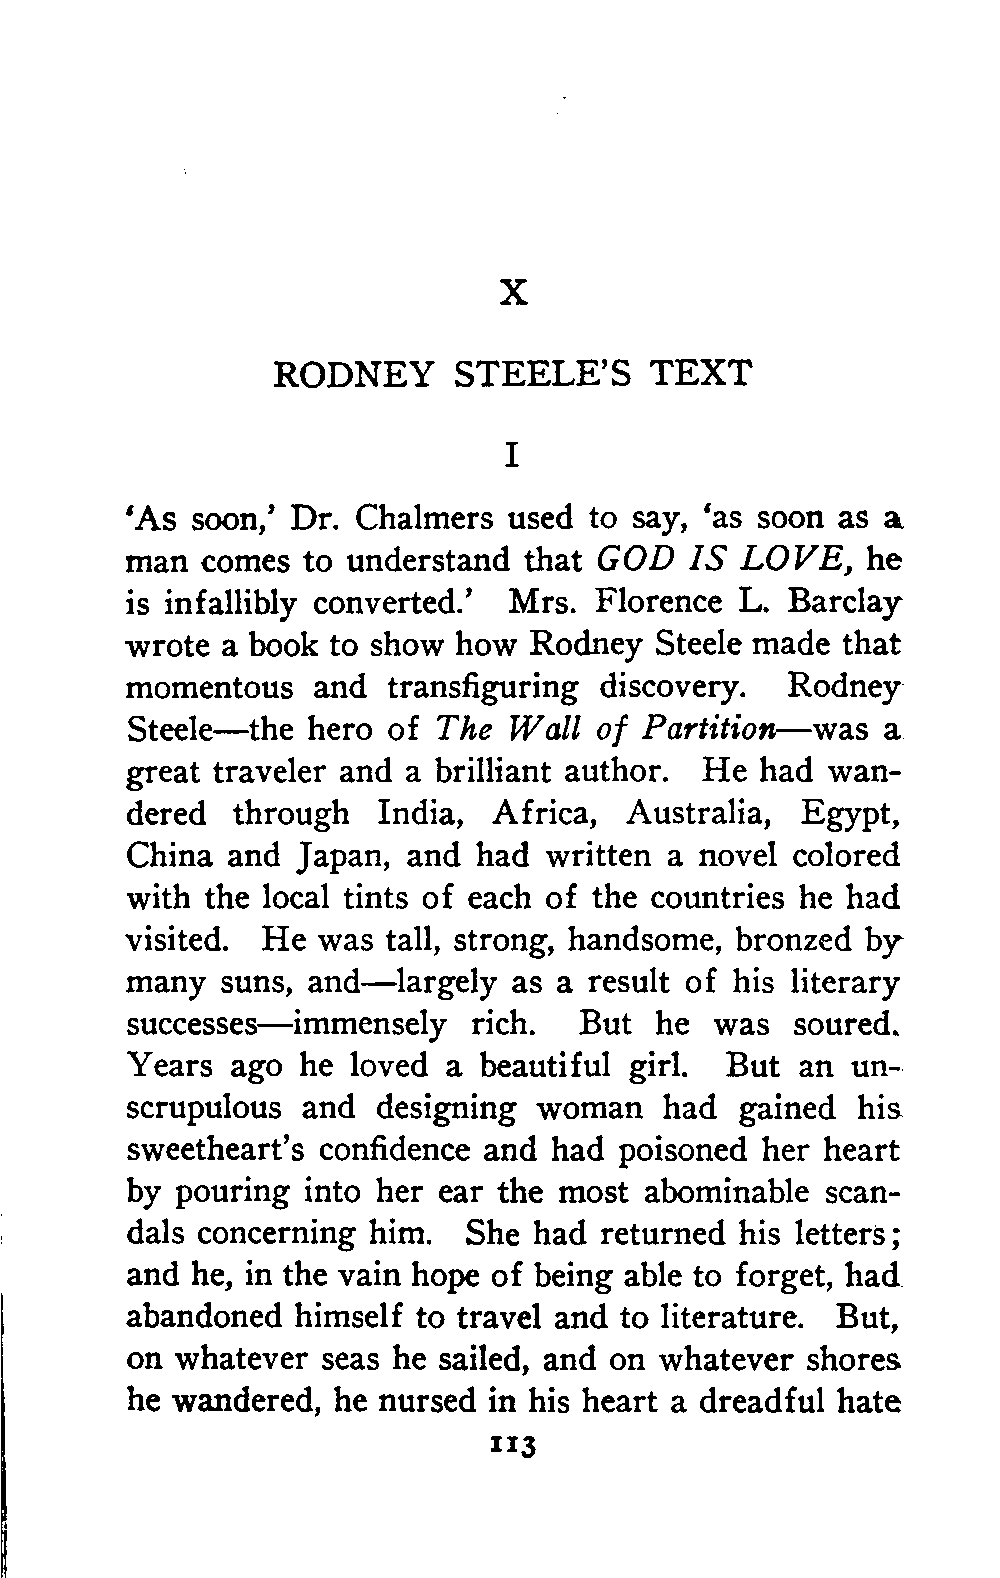 X
RODNEY STEELE'S TEXT
I
‘As soon,’ Dr. Chalmers used to say, ‘as soon as a
man comes to understand that GOD IS LOVE, he
is infallibly converted.’ Mrs. Florence L. Barclay
wrote a book to show how Rodney Steele made that
momentous and transfiguring discovery. Rodney
Steele—the hero of The Wall of Partition—was a
great traveler and a brilliant author. He had wan-
dered through India, Africa, Australia, Egypt,
China and Japan, and had written a novel colored
with the local tints of each of the countries he had
visited. He was tall, strong, handsome, bronzed by
many suns, and—largely as a result of his literary
successes—immensely rich. But he was soured.
Years ago he loved a beautiful girl. But an un-
scrupulous and designing woman had gained his
sweetheart's confidence and had poisoned her heart
by pouring into her ear the most abominable scan-
dals concerning him. She had returned his letters;
and he, in the vain hope of being able to forget, had
abandoned himself to travel and to literature. But,
on whatever seas he sailed, and on whatever shores
he wandered, he nursed in his heart a dreadful hate
113